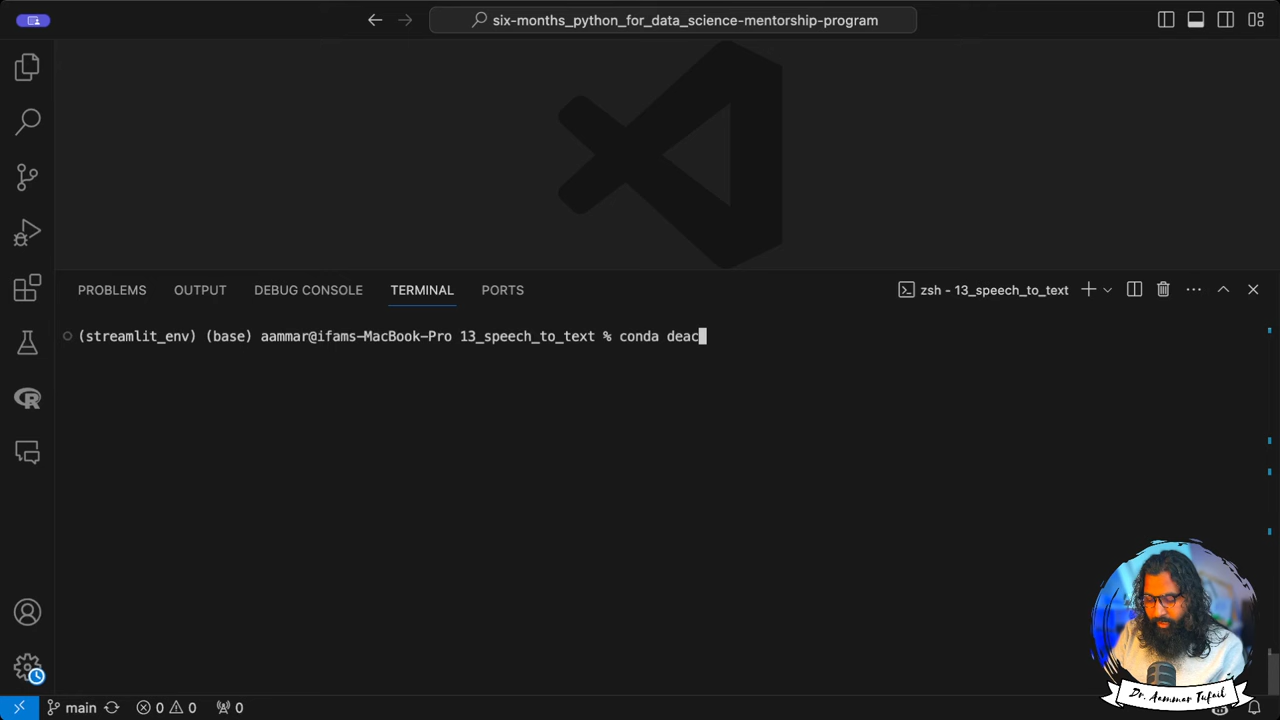 six-months_python_for_data_science-mentorship-program
PROBLEMS OUTPUT DEBUG CONSOLE TERMINAL PORTS
zsh - 13_speech_to_text
(streamlit_env) (base) aammar@ifams-MacBook-Pro 13_speech_to_text % conda deac
Dr. Aammar Tufail
main 0 0 0